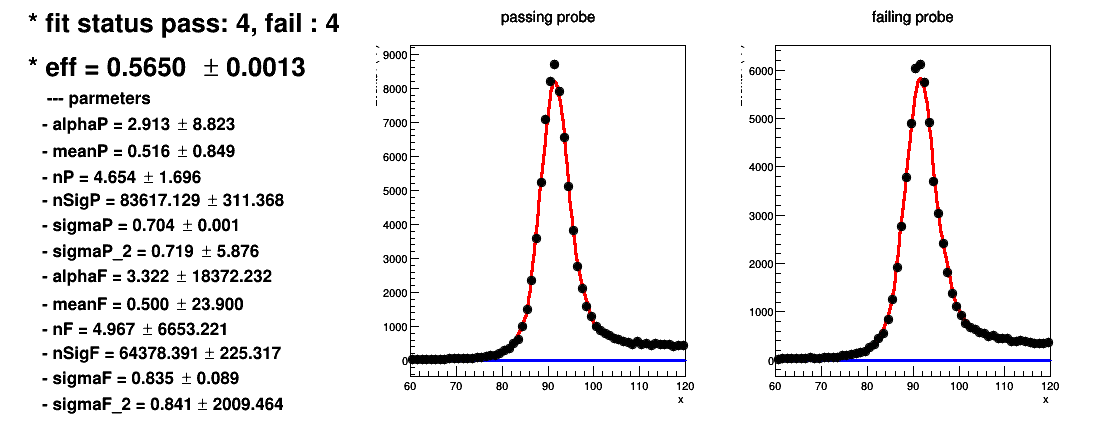 * fit status pass: 4, fail : 4
* eff = 0.5650 ± 0.0013
--- parmeters
- alphaP = 2.913 ± 8.823
- meanP = 0.516 ± 0.849
- nP = 4.654 ± 1.696
- nSigP = 83617.129 ± 311.368
- sigmaP = 0.704 ± 0.001
- sigmaP_2 = 0.719 ± 5.876
- alphaF = 3.322 ± 18372.232
- meanF = 0.500 ± 23.900
- nF = 4.967 ± 6653.221
- nSigF = 64378.391 ± 225.317
- sigmaF = 0.835 ± 0.089
- sigmaF_2 = 0.841 ± 2009.464
passing probe
9000
8000
7000
6000
5000
4000
3000
2000
1000
0
60 70 80 90 100 110 120
x
failing probe
6000
5000
4000
3000
2000
1000
0
60 70 80 90 100 110 120
x